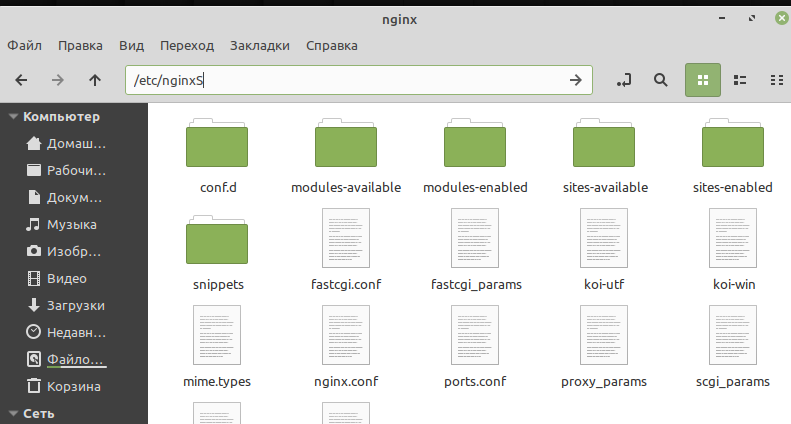 nginx
Файл Правка Вид Переход Закладки Справка
/etc/nginxS
Компьютер
Домаш...
Рабочи...
Докум...
Музыка
Изобр...
Видео
Загрузки
Недавн...
Файло...
Корзина
Сеть
conf.d modules-available modules-enabled sites-available sites-enabled
snippets fastcgi.conf fastcgi_params koi-utf koi-win
mime.types nginx.conf ports.conf proxy_params scgi_params